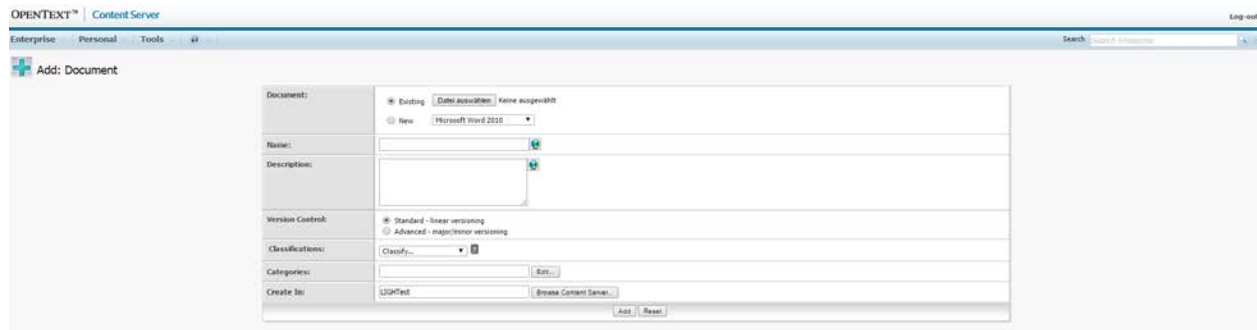 OPENTEXT™ | Content Server
Log-out
Enterprise Personal Tools
Search Search Enterprise
Add: Document
Document:
Existing Datei auswählen Keine ausgewählt
New Microsoft Word 2010
Name:
Description:
Version Control:
Standard - linear versioning
Advanced - major/minor versioning
Classifications:
Classify...
Categories:
Edit...
Create In:
LIGHTest Browse Content Server...
Add Reset